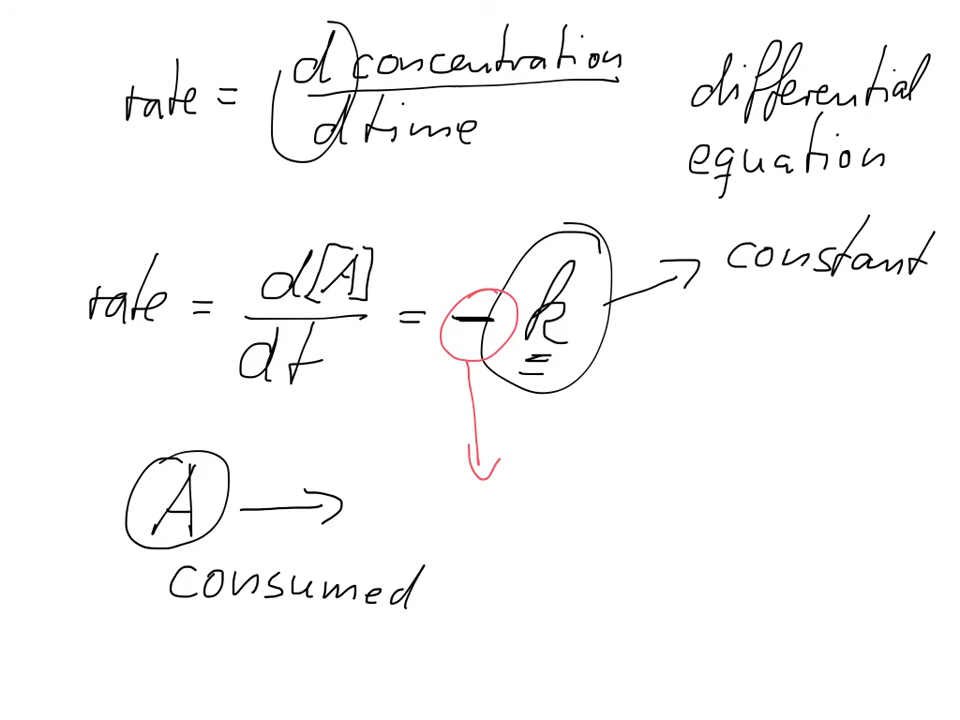 rate = d concentration / d time
differential
equation
rate = d[A] / dt = - k → constant
A →
consumed